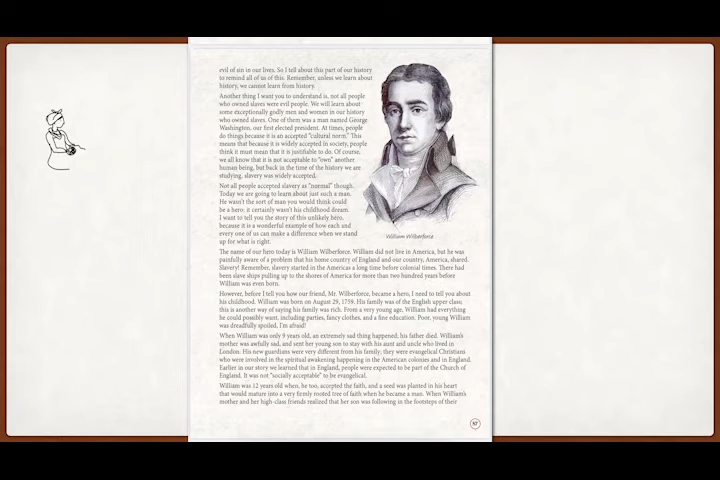 evil of sin in our lives. So I tell about this part of our history
to remind all of us of this. Remember, unless we learn about
history, we cannot learn from history.
Another thing I want you to understand is, not all people
who owned slaves were evil people. We will learn about
some exceptionally godly men and women in our history
who owned slaves. One of them was a man named George
Washington, our first elected president. At times, people
do things because it is an accepted "cultural norm." This
means that because it is widely accepted in society, people
think it must mean that it is justifiable to do. Of course,
we all know that it is not acceptable to "own" another
human being, but back in the time of the history we are
studying, slavery was widely accepted.
Not all people accepted slavery as "normal" though.
Today we are going to learn about just such a man.
He wasn't the sort of man you would think could
be a hero; it certainly wasn't his childhood dream.
I want to tell you the story of this unlikely hero,
because it is a wonderful example of how each and
every one of us can make a difference when we stand
up for what is right.
William Wilberforce
The name of our hero today is William Wilberforce. William did not live in America, but he was
painfully aware of a problem that his home country of England and our country, America, shared.
Slavery! Remember, slavery started in the Americas a long time before colonial times. There had
been slave ships pulling up to the shores of America for more than two hundred years before
William was even born.
However, before I tell you how our friend, Mr. Wilberforce, became a hero, I need to tell you about
his childhood. William was born on August 29, 1759. His family was of the English upper class;
this is another way of saying his family was rich. From a very young age, William had everything
he could possibly want, including parties, fancy clothes, and a fine education. Poor, young William
was dreadfully spoiled, I'm afraid!
When William was only 9 years old, an extremely sad thing happened; his father died. William's
mother was awfully sad, and sent her young son to stay with his aunt and uncle who lived in
London. His new guardians were very different from his family; they were evangelical Christians
who were involved in the spiritual awakening happening in the American colonies and in England.
Earlier in our story we learned that in England, people were expected to be part of the Church of
England. It was not "socially acceptable" to be evangelical.
William was 12 years old when, he too, accepted the faith, and a seed was planted in his heart
that would mature into a very firmly rooted tree of faith when he became a man. When William's
mother and her high-class friends realized that her son was following in the footsteps of their
57